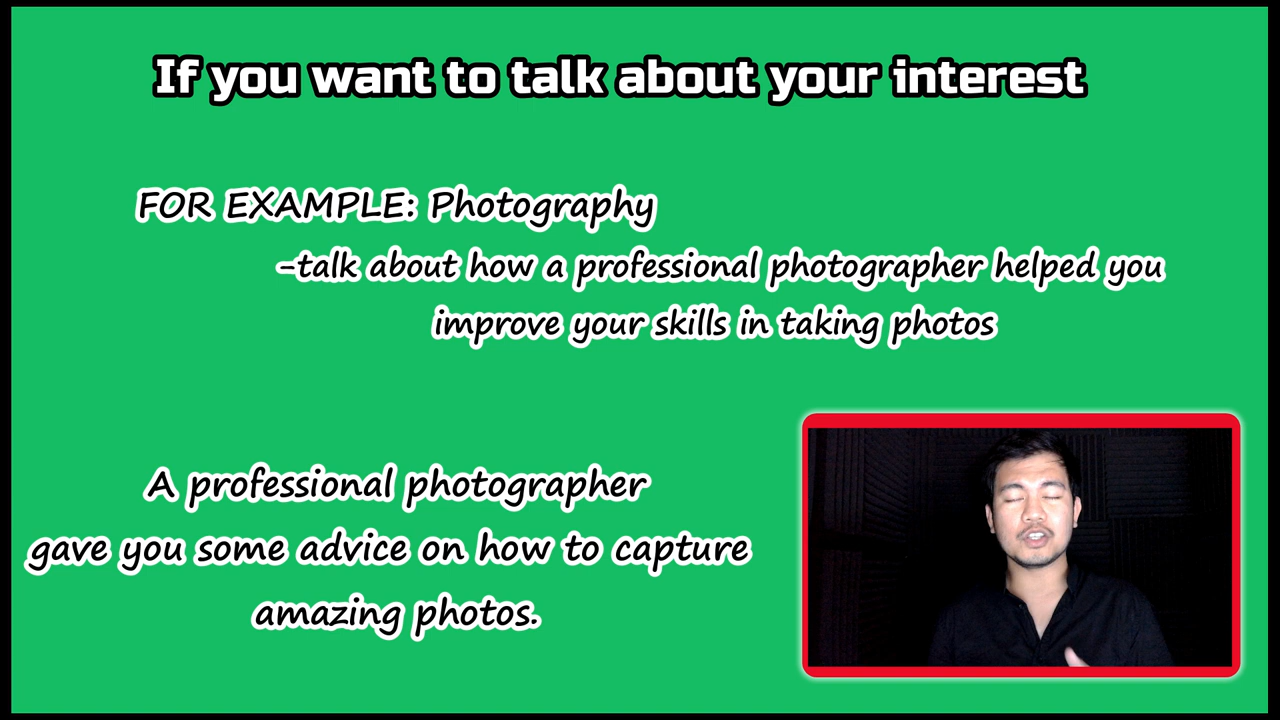 If you want to talk about your interest
FOR EXAMPLE: Photography
-talk about how a professional photographer helped you
improve your skills in taking photos
A professional photographer
gave you some advice on how to capture
amazing photos.